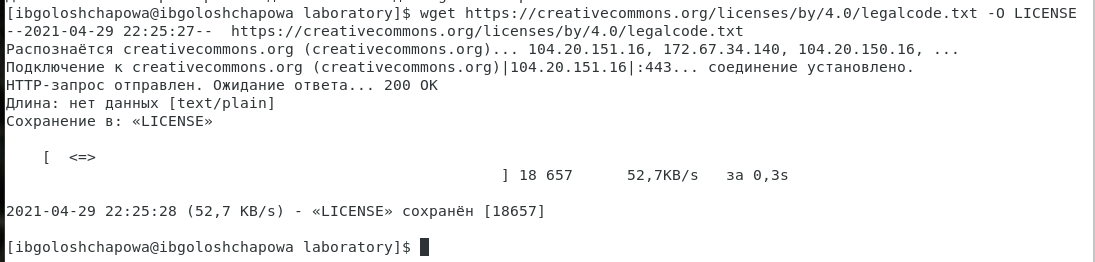 [ibgoloshchapowa@ibgoloshchapowa laboratory]$ wget https://creativecommons.org/licenses/by/4.0/legalcode.txt -O LICENSE
--2021-04-29 22:25:27--  https://creativecommons.org/licenses/by/4.0/legalcode.txt
Распознаётся creativecommons.org (creativecommons.org)... 104.20.151.16, 172.67.34.140, 104.20.150.16, ...
Подключение к creativecommons.org (creativecommons.org)|104.20.151.16|:443... соединение установлено.
HTTP-запрос отправлен. Ожидание ответа... 200 OK
Длина: нет данных [text/plain]
Сохранение в: «LICENSE»
[  <=>
] 18 657      52,7KB/s   за 0,3s
2021-04-29 22:25:28 (52,7 KB/s) - «LICENSE» сохранён [18657]
[ibgoloshchapowa@ibgoloshchapowa laboratory]$